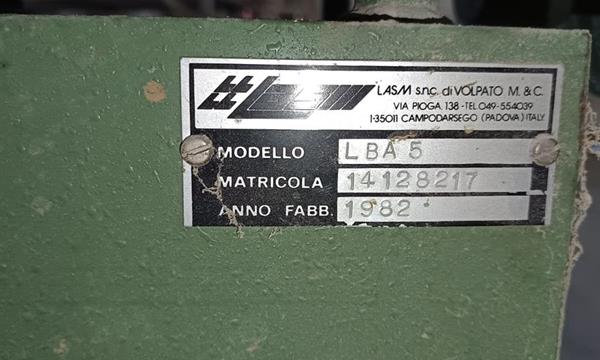 LASM s.n.c. di VOLPATO M. & C.
VIA PIOGA, 138 - TEL. 049-554039
I-35011 CAMPODARSEGO (PADOVA) ITALY
MODELLO LBA 5
MATRICOLA 14128217
ANNO FABB. 1982